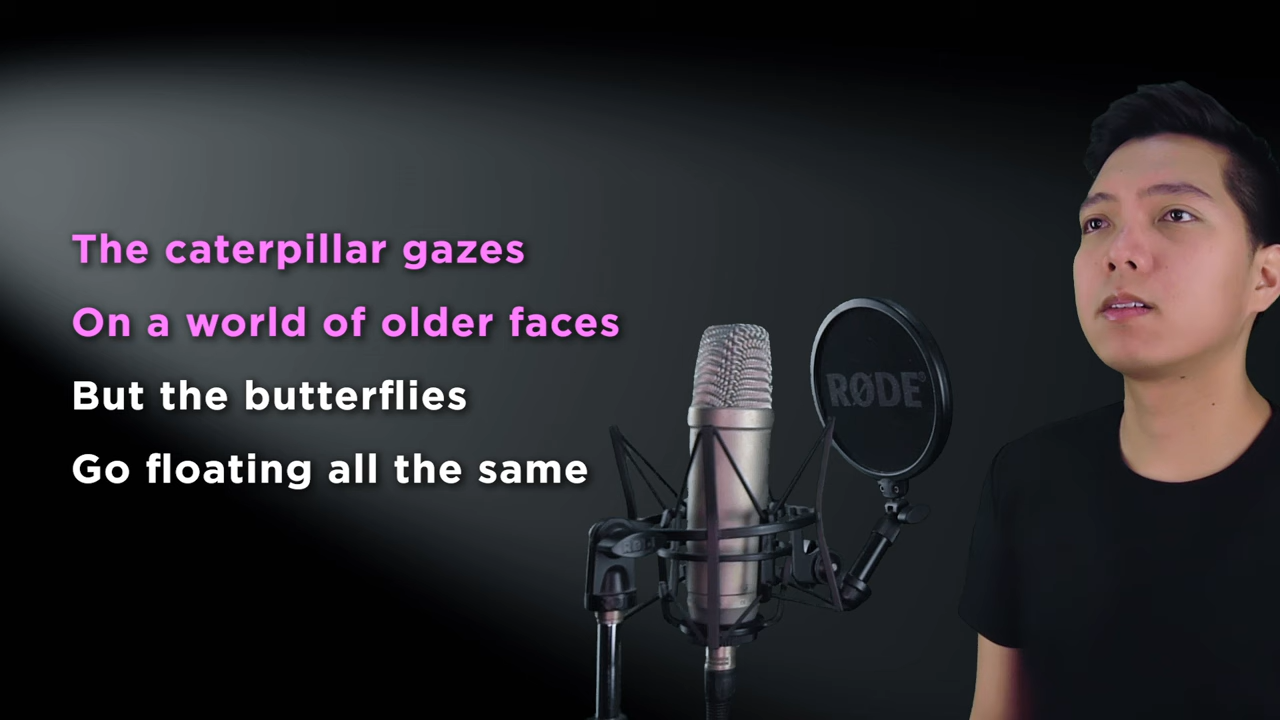 The caterpillar gazes
On a world of older faces
But the butterflies
Go floating all the same
RØDE®